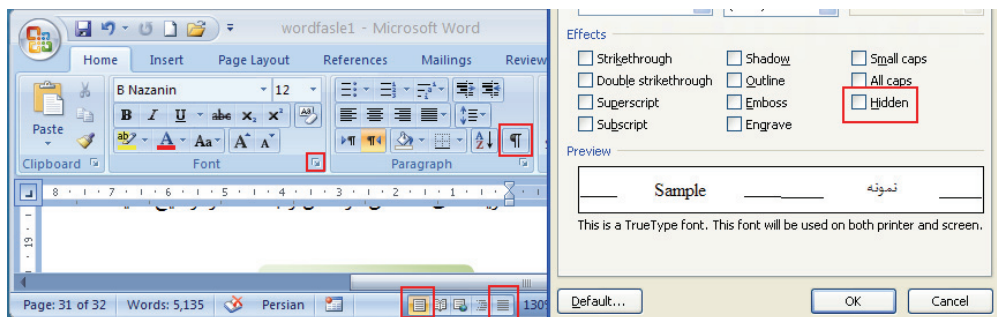 wordfasle1 - Microsoft Word
Home Insert Page Layout References Mailings Review
B Nazanin 12
B I U abc X₂ X²
Paste
ab A Aa A A
Clipboard Font Paragraph
8 7 6 5 4 3 2 1
19
Page: 31 of 32 Words: 5,135 Persian 130
Effects
Strikethrough Shadow Small caps
Double strikethrough Outline All caps
Superscript Emboss Hidden
Subscript Engrave
Preview
Sample نمونه
This is a TrueType font. This font will be used on both printer and screen.
Default... OK Cancel